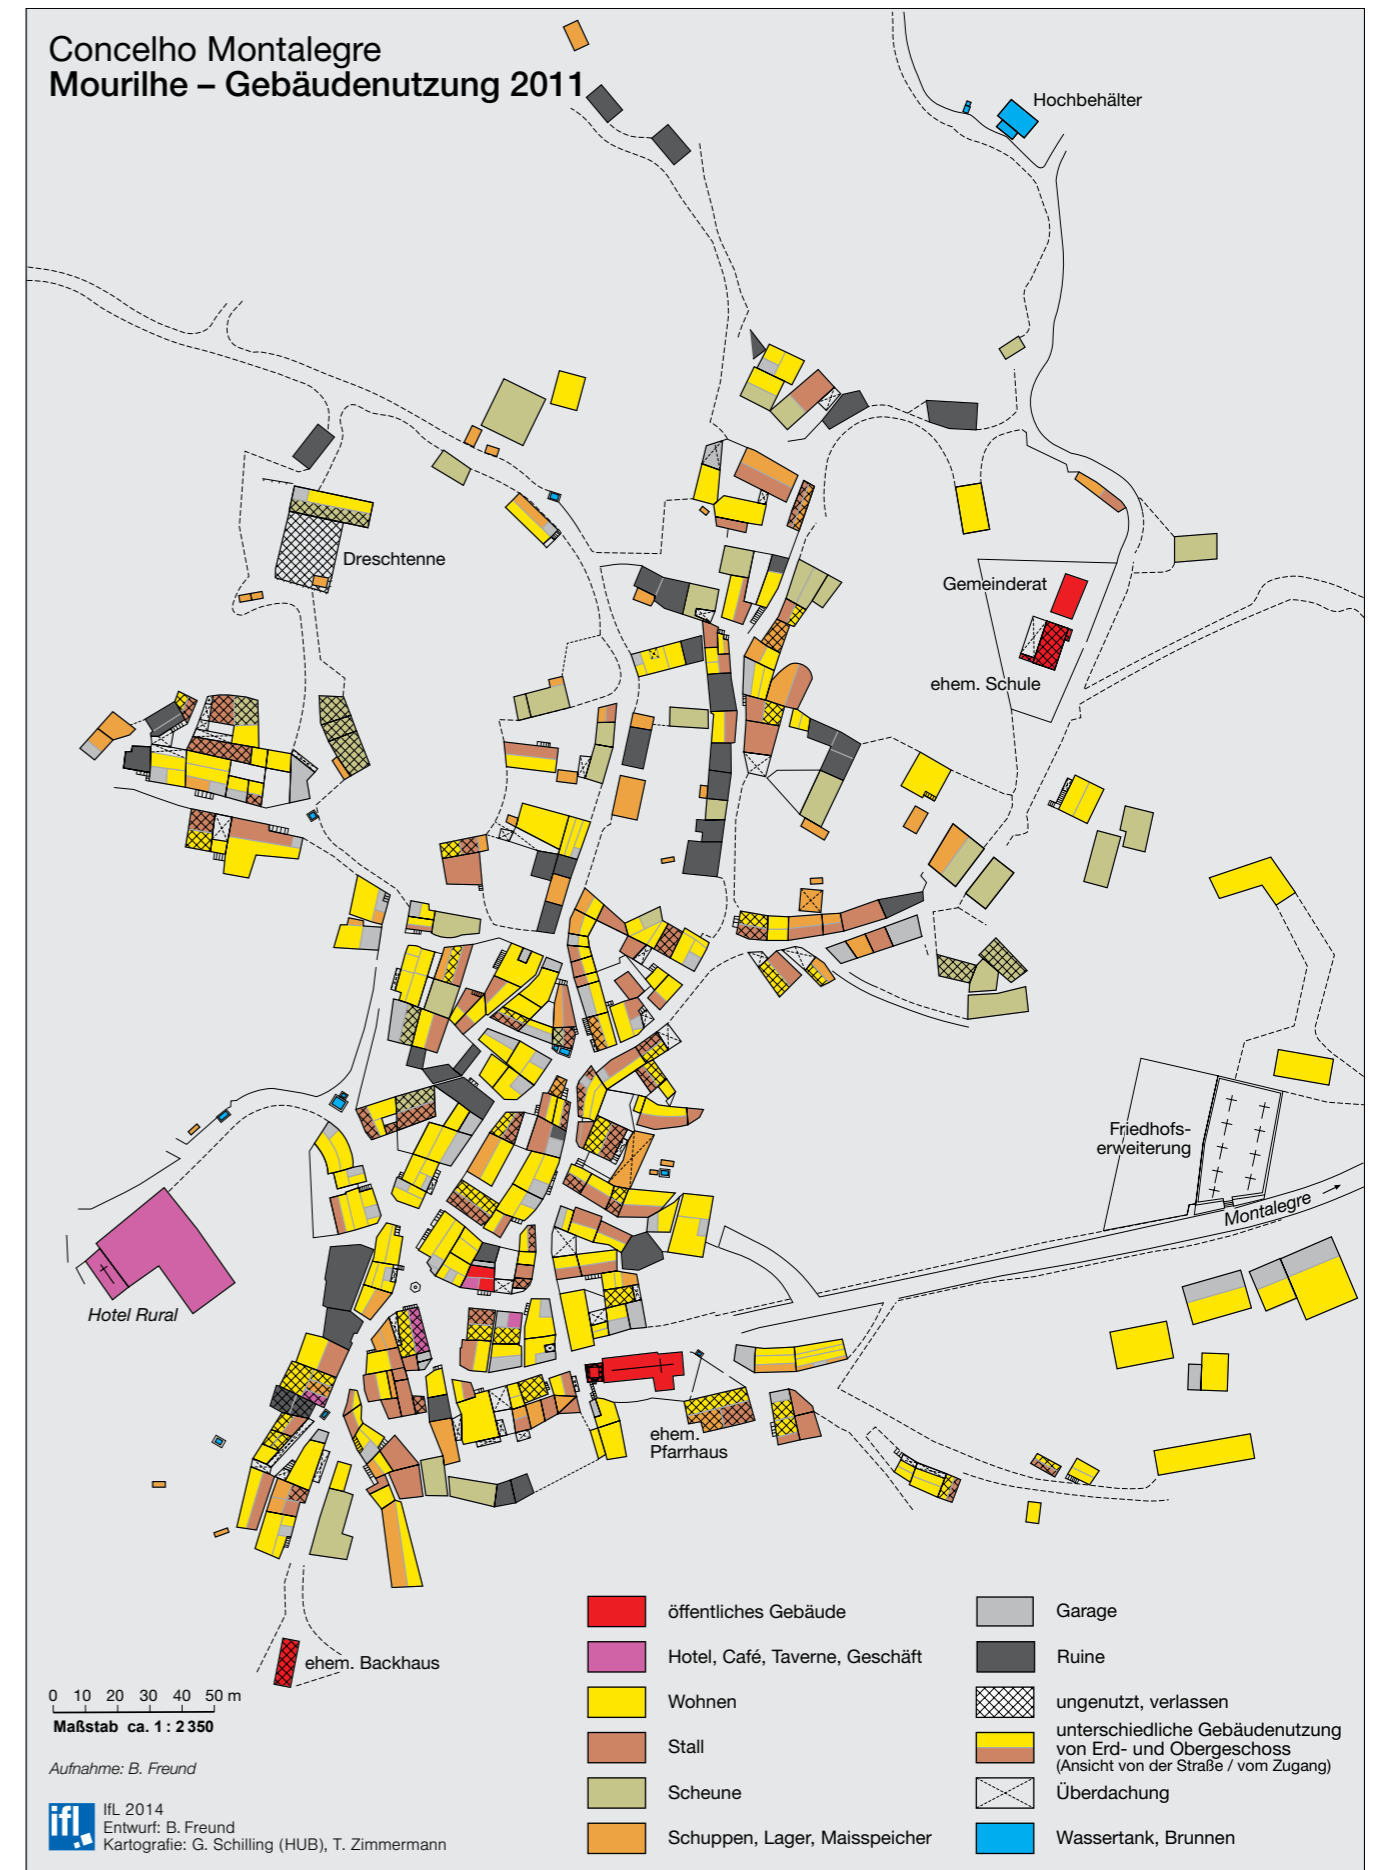 Concelho Montalegre
Mourilhe – Gebäudenutzung 2011
Hochbehälter
Dreschtenne
Gemeinderat
ehem. Schule
Friedhofs-
erweiterung
Montalegre
Hotel Rural
ehem.
Pfarrhaus
ehem. Backhaus
0 10 20 30 40 50 m
Maßstab ca. 1 : 2 350
Aufnahme: B. Freund
ifl
IfL 2014
Entwurf: B. Freund
Kartografie: G. Schilling (HUB), T. Zimmermann
öffentliches Gebäude
Hotel, Café, Taverne, Geschäft
Wohnen
Stall
Scheune
Schuppen, Lager, Maisspeicher
Garage
Ruine
ungenutzt, verlassen
unterschiedliche Gebäudenutzung
von Erd- und Obergeschoss
(Ansicht von der Straße / vom Zugang)
Überdachung
Wassertank, Brunnen